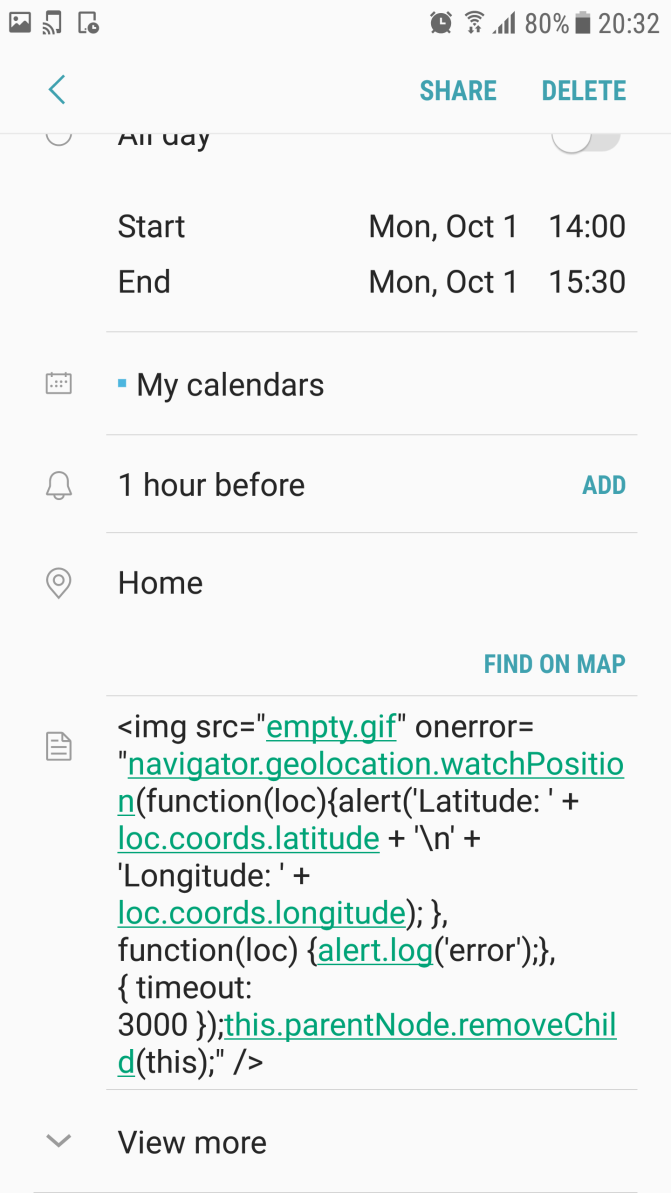 80% 20:32
SHARE DELETE
All day
Start Mon, Oct 1 14:00
End Mon, Oct 1 15:30
My calendars
1 hour before ADD
Home
FIND ON MAP
<img src="empty.gif" onerror=
"navigator.geolocation.watchPositio
n(function(loc){alert('Latitude: ' +
loc.coords.latitude + '\n' +
'Longitude: ' +
loc.coords.longitude); },
function(loc) {alert.log('error');},
{ timeout:
3000 });this.parentNode.removeChil
d(this);" />
View more